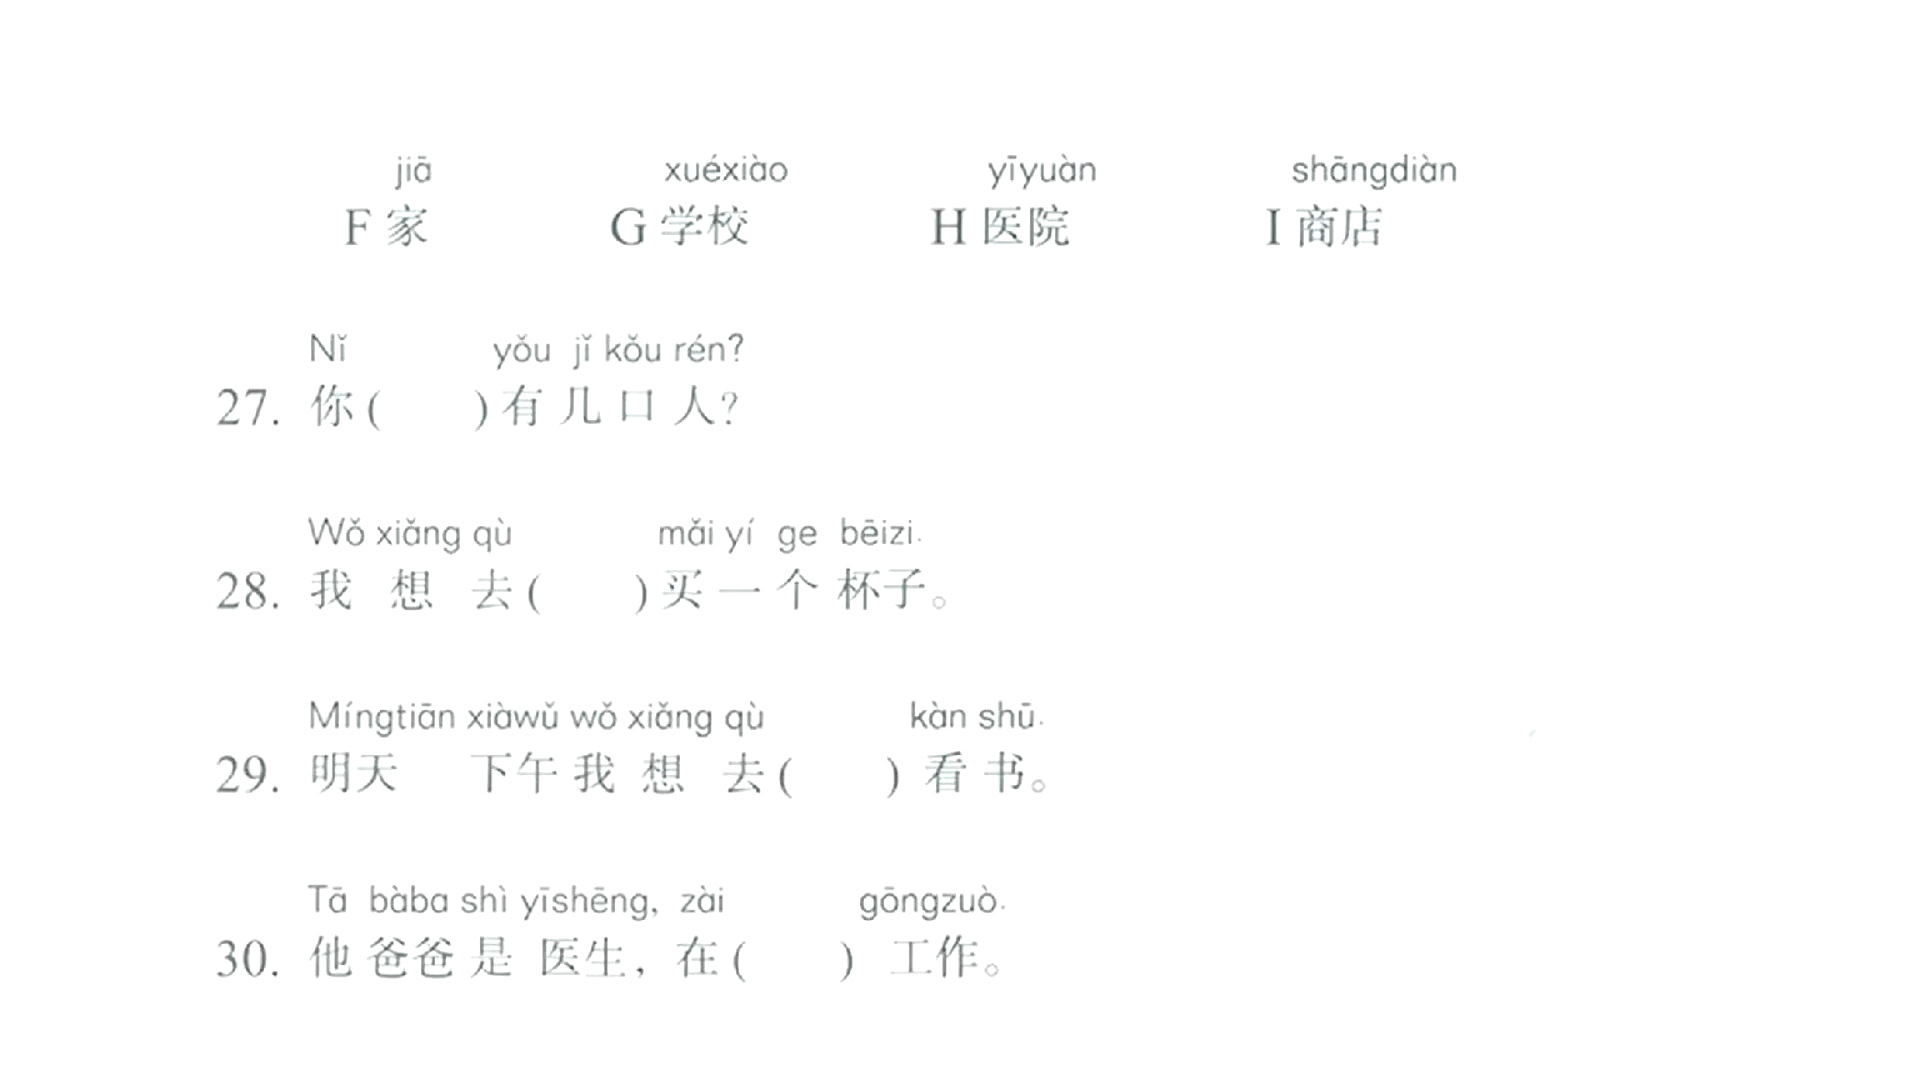 jiā xuéxiào yīyuàn shāngdiàn
F 家 G 学校 H 医院 I 商店
Nǐ yǒu jǐ kǒu rén?
27. 你( )有 几 口 人?
Wǒ xiǎng qù mǎi yí ge bēizi.
28. 我 想 去( )买 一 个 杯子。
Míngtiān xiàwǔ wǒ xiǎng qù kàn shū.
29. 明天 下午 我 想 去( ) 看 书。
Tā bàba shì yīshēng, zài gōngzuò.
30. 他 爸爸 是 医生, 在( ) 工作。